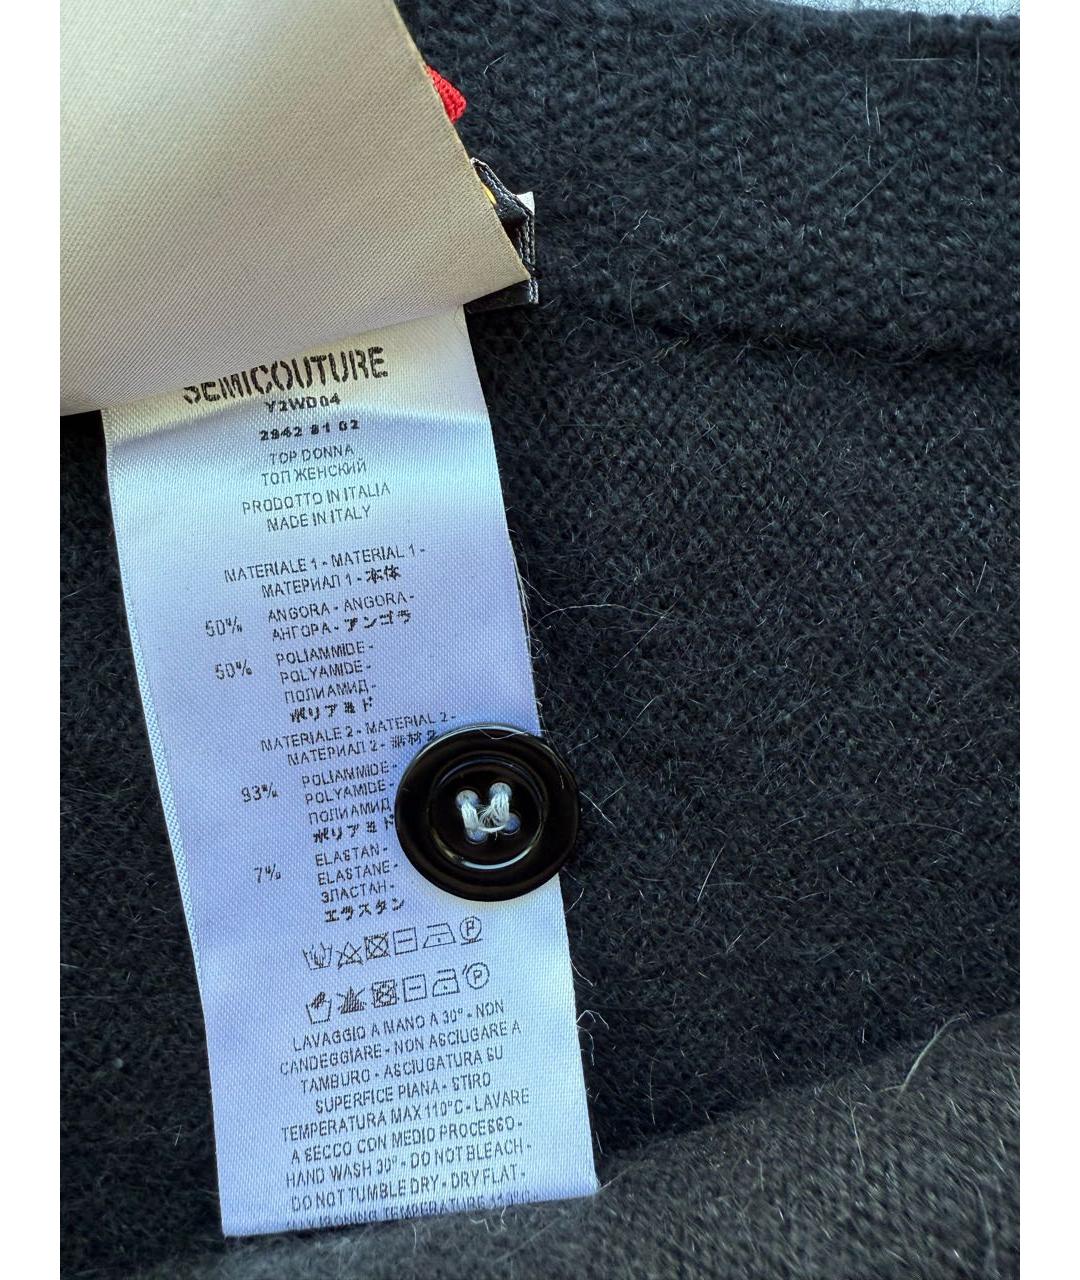 SEMICOUTURE
Y2WD04
2942 81 02
TOP DONNA
ТОП ЖЕНСКИЙ
PRODOTTO IN ITALIA
MADE IN ITALY
MATERIALE 1 - MATERIAL 1 -
МАТЕРИАЛ 1 - 本体
50% ANGORA - ANGORA -
АНГОРА - アンゴラ
50% POLIAMMIDE -
POLYAMIDE -
ПОЛИАМИД -
ポリアミド
MATERIALE 2 - MATERIAL 2 -
МАТЕРИАЛ 2 -
93% POLIAMMIDE -
POLYAMIDE -
ПОЛИАМИД
ポリアミド
7% ELASTAN -
ELASTANE -
ЭЛАСТАН -
エラスタン
LAVAGGIO A MANO A 30° - NON
CANDEGGIARE - NON ASCIUGARE A
TAMBURO - ASCIUGATURA SU
SUPERFICE PIANA - STIRO
TEMPERATURA MAX 110°C - LAVARE
A SECCO CON MEDIO PROCESSO -
HAND WASH 30° - DO NOT BLEACH -
DO NOT TUMBLE DRY - DRY FLAT -
IRONING TEMPERATURE 110°C -